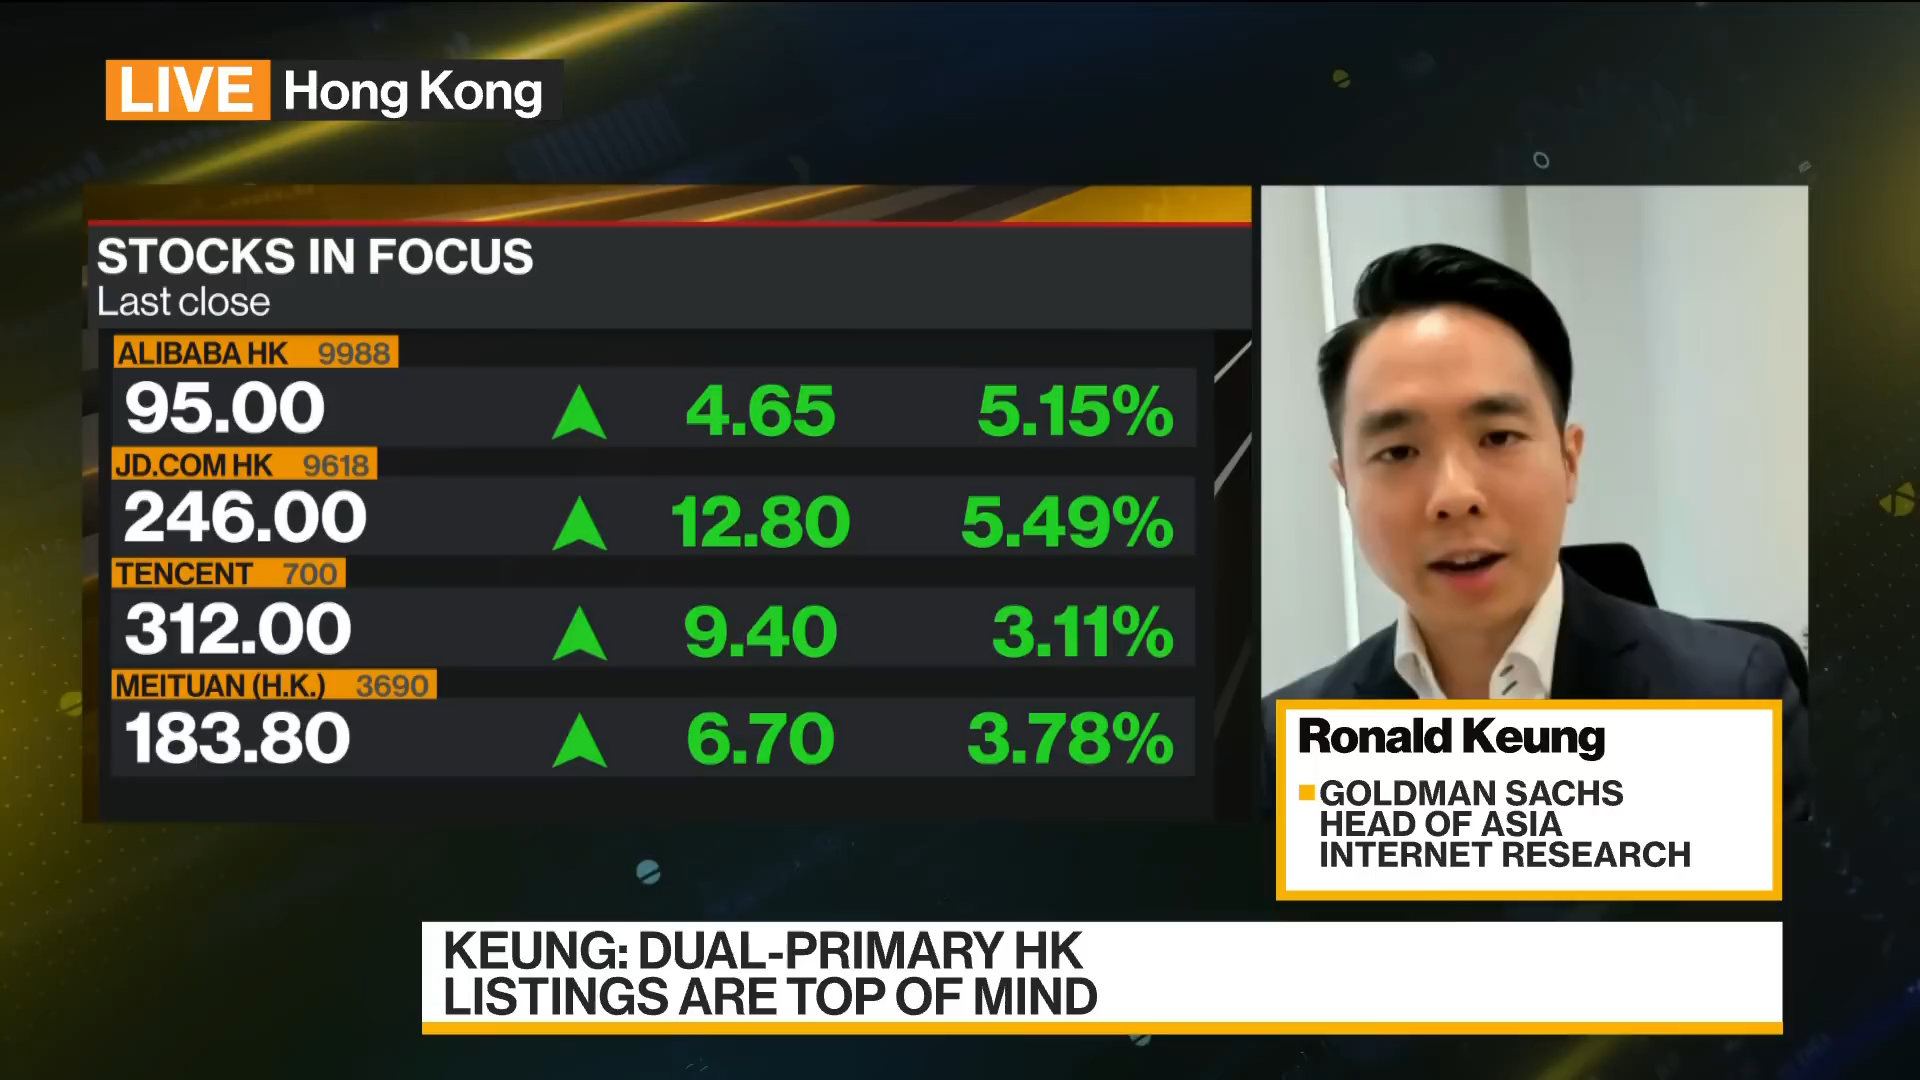 LIVE Hong Kong
STOCKS IN FOCUS
Last close
ALIBABA HK 9988
95.00 4.65 5.15%
JD.COM HK 9618
246.00 12.80 5.49%
TENCENT 700
312.00 9.40 3.11%
MEITUAN (H.K.) 3690
183.80 6.70 3.78%
Ronald Keung
GOLDMAN SACHS
HEAD OF ASIA
INTERNET RESEARCH
KEUNG: DUAL-PRIMARY HK
LISTINGS ARE TOP OF MIND